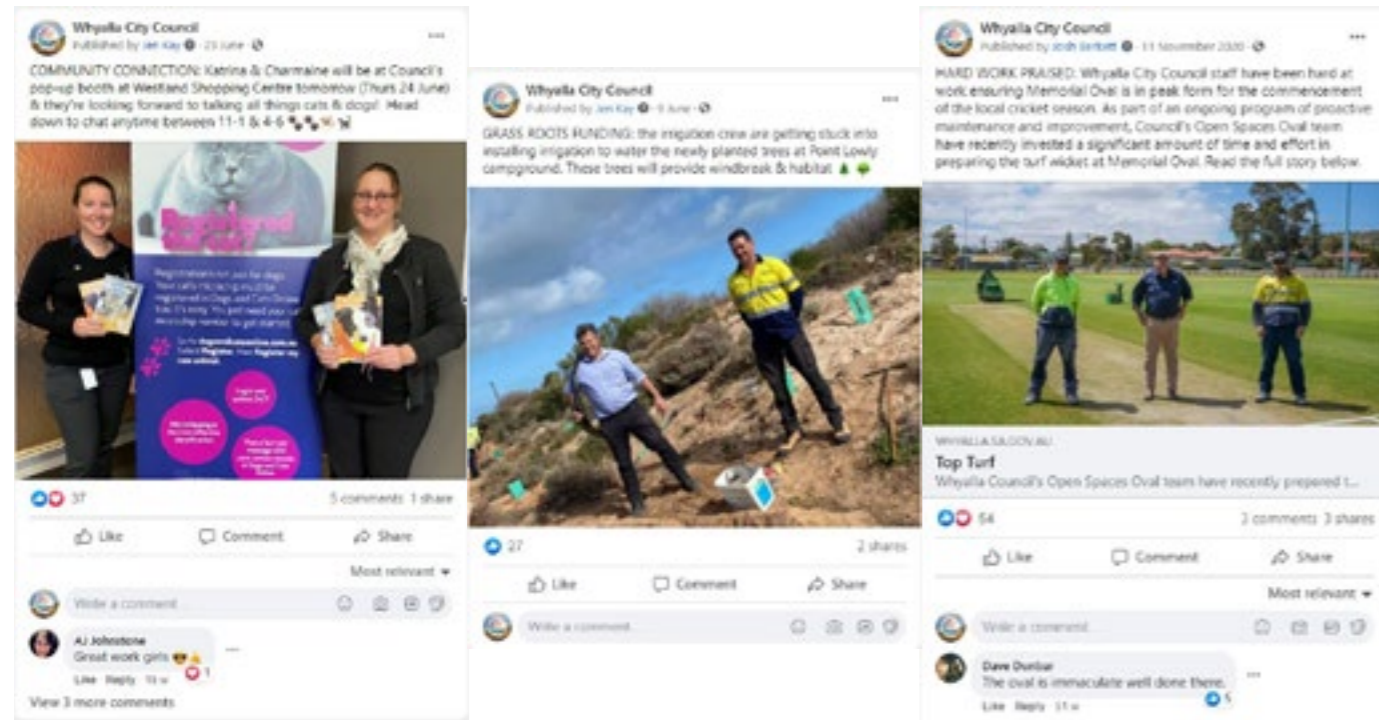 Whyalla City Council
Published by Jen Kay · 23 June ·
COMMUNITY CONNECTION: Katrina & Charmaine will be at Council's
pop-up booth at Westland Shopping Centre tomorrow (Thurs 24 June)
& they're looking forward to talking all things cats & dogs! Head
down to chat anytime between 11-1 & 4-6
Registered
your cat?
Registration's not just for dogs.
37
5 comments 1 share
Like Comment Share
Most relevant
Write a comment...
AJ Johnstone
Great work girls 😎👍
1
Like Reply
View 3 more comments
Whyalla City Council
Published by Jen Kay · 9 June ·
GRASS ROOTS FUNDING: the irrigation crew are getting stuck into
installing irrigation to water the newly planted trees at Point Lowly
campground. These trees will provide windbreak & habitat 🌲🌳
27
2 shares
Like Comment Share
Write a comment...
Whyalla City Council
Published by Josh · 11 November 2020 ·
HARD WORK PRAISED: Whyalla City Council staff have been hard at
work ensuring Memorial Oval is in peak form for the commencement
of the local cricket season. As part of an ongoing program of proactive
maintenance and improvement, Council's Open Spaces Oval team
have recently invested a significant amount of time and effort in
preparing the turf wicket at Memorial Oval. Read the full story below.
WHYALLA.SA.GOV.AU
Top Turf
Whyalla Council's Open Spaces Oval team have recently prepared t...
54
3 shares
Like Comment Share
Most relevant
Write a comment...
Dave Dunbar
The oval is immaculate well done there.
5
Like Reply 51 w